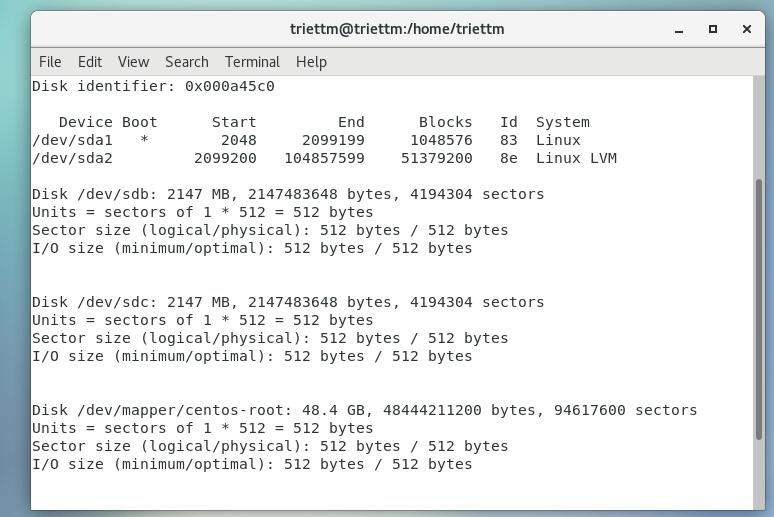 triettm@triettm:/home/triettm
File Edit View Search Terminal Help
Disk identifier: 0x000a45c0
Device Boot Start End Blocks Id System
/dev/sda1 * 2048 2099199 1048576 83 Linux
/dev/sda2 2099200 104857599 51379200 8e Linux LVM
Disk /dev/sdb: 2147 MB, 2147483648 bytes, 4194304 sectors
Units = sectors of 1 * 512 = 512 bytes
Sector size (logical/physical): 512 bytes / 512 bytes
I/O size (minimum/optimal): 512 bytes / 512 bytes
Disk /dev/sdc: 2147 MB, 2147483648 bytes, 4194304 sectors
Units = sectors of 1 * 512 = 512 bytes
Sector size (logical/physical): 512 bytes / 512 bytes
I/O size (minimum/optimal): 512 bytes / 512 bytes
Disk /dev/mapper/centos-root: 48.4 GB, 48444211200 bytes, 94617600 sectors
Units = sectors of 1 * 512 = 512 bytes
Sector size (logical/physical): 512 bytes / 512 bytes
I/O size (minimum/optimal): 512 bytes / 512 bytes